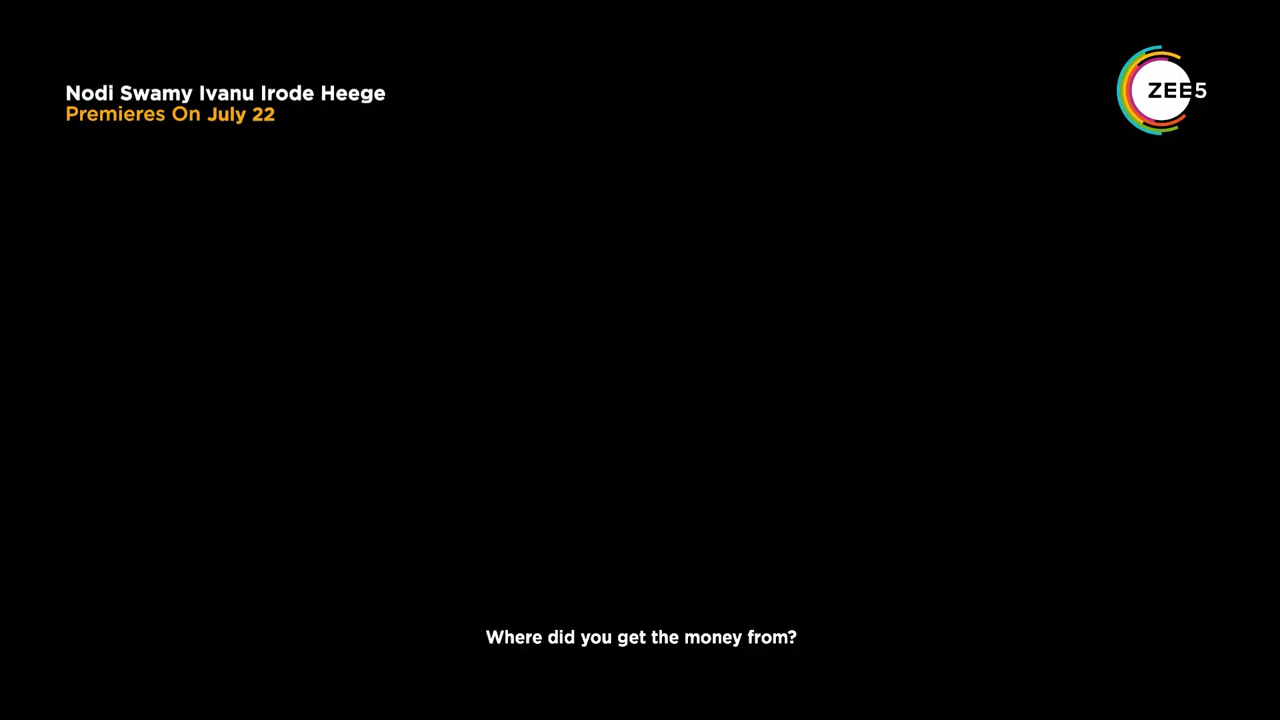 Nodi Swamy Ivanu Irode Heege
Premieres On July 22
ZEE5
Where did you get the money from?